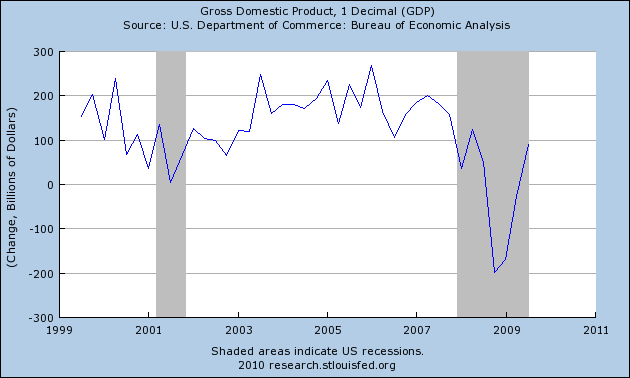 Gross Domestic Product, 1 Decimal (GDP)
Source: U.S. Department of Commerce: Bureau of Economic Analysis
(Change, Billions of Dollars)
300
200
100
0
-100
-200
-300
1999 2001 2003 2005 2007 2009 2011
Shaded areas indicate US recessions.
2010 research.stlouisfed.org